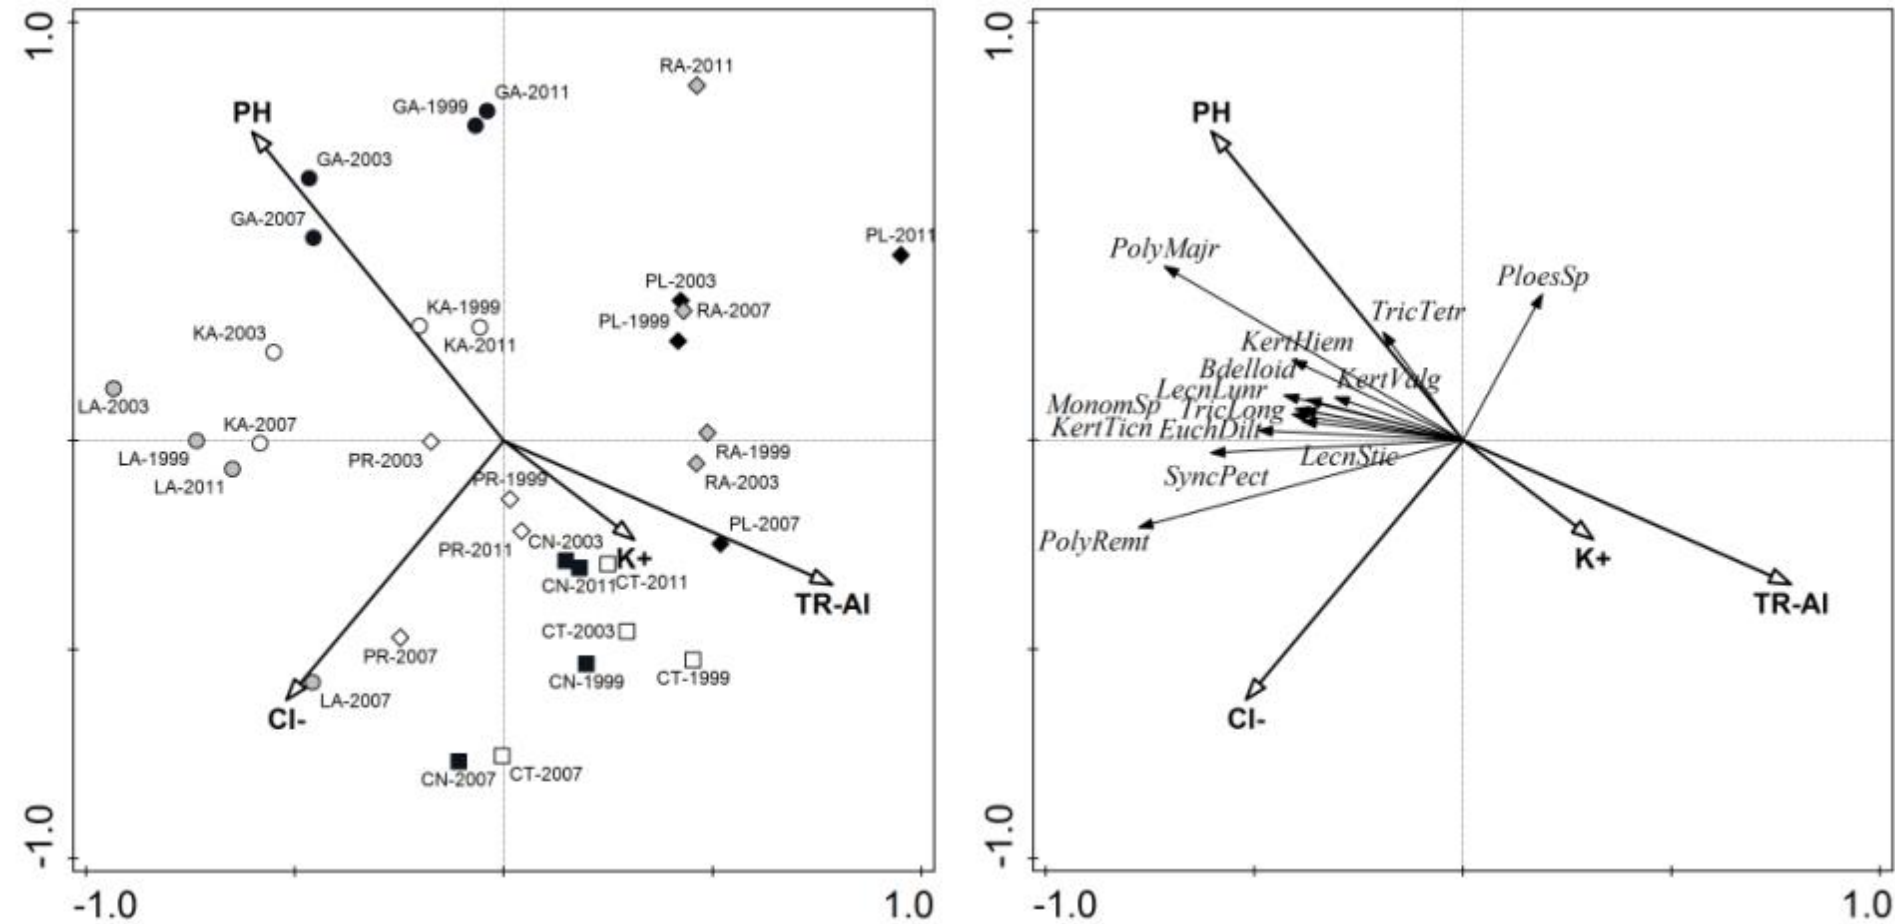 1.0
RA-2011
GA-2011
GA-1999
PH
GA-2003
GA-2007
PL-2011
PL-2003
KA-1999
RA-2007
PL-1999
KA-2003
KA-2011
LA-2003
KA-2007
RA-1999
LA-1999
PR-2003
PR-1999
RA-2003
LA-2011
PL-2007
CN-2003
PR-2011
K+
CN-2011
CT-2011
TR-Al
CT-2003
PR-2007
CT-1999
CN-1999
LA-2007
Cl-
CT-2007
CN-2007
-1.0
-1.0
1.0
1.0
PH
PolyMajr
PloesSp
TricTetr
KertHiem
Bdelloid
KertValg
LecnLunr
MonomSp
TricLong
KertTicn
EuchDilt
LecnStic
SyncPect
PolyRemt
K+
TR-Al
Cl-
-1.0
-1.0
1.0